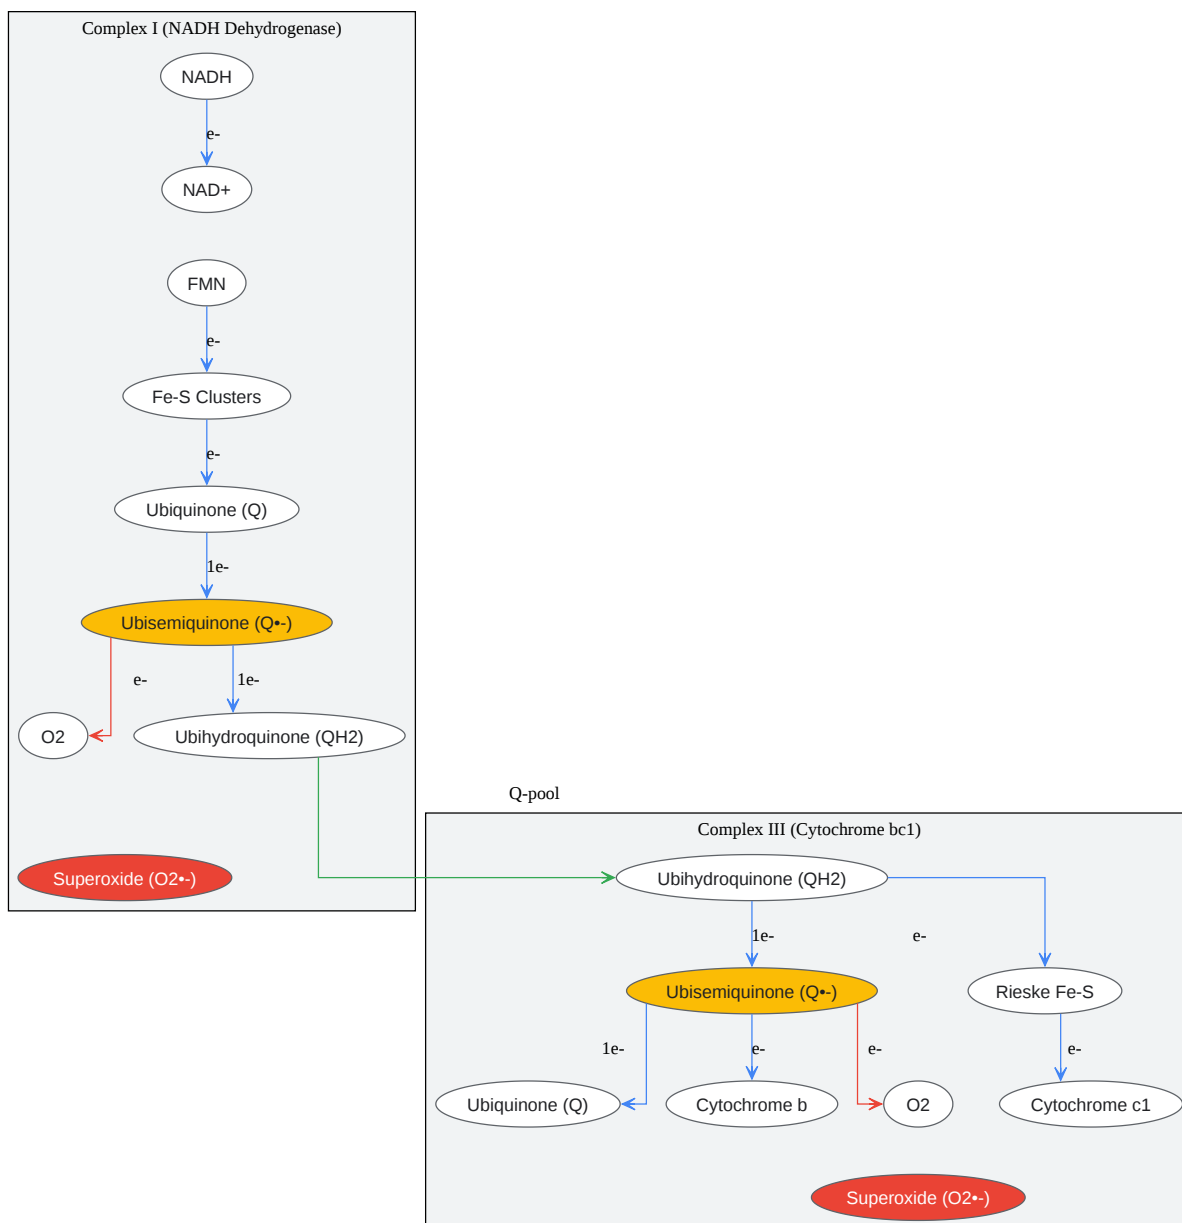 Complex I (NADH Dehydrogenase)
NADH
e-
NAD+
FMN
e-
Fe-S Clusters
e-
Ubiquinone (Q)
1e-
Ubisemiquinone (Q•-)
e-
1e-
O2
Ubihydroquinone (QH2)
Superoxide (O2•-)
Q-pool
Complex III (Cytochrome bc1)
Ubihydroquinone (QH2)
1e-
e-
Ubisemiquinone (Q•-)
Rieske Fe-S
1e-
e-
e-
e-
Ubiquinone (Q)
Cytochrome b
O2
Cytochrome c1
Superoxide (O2•-)